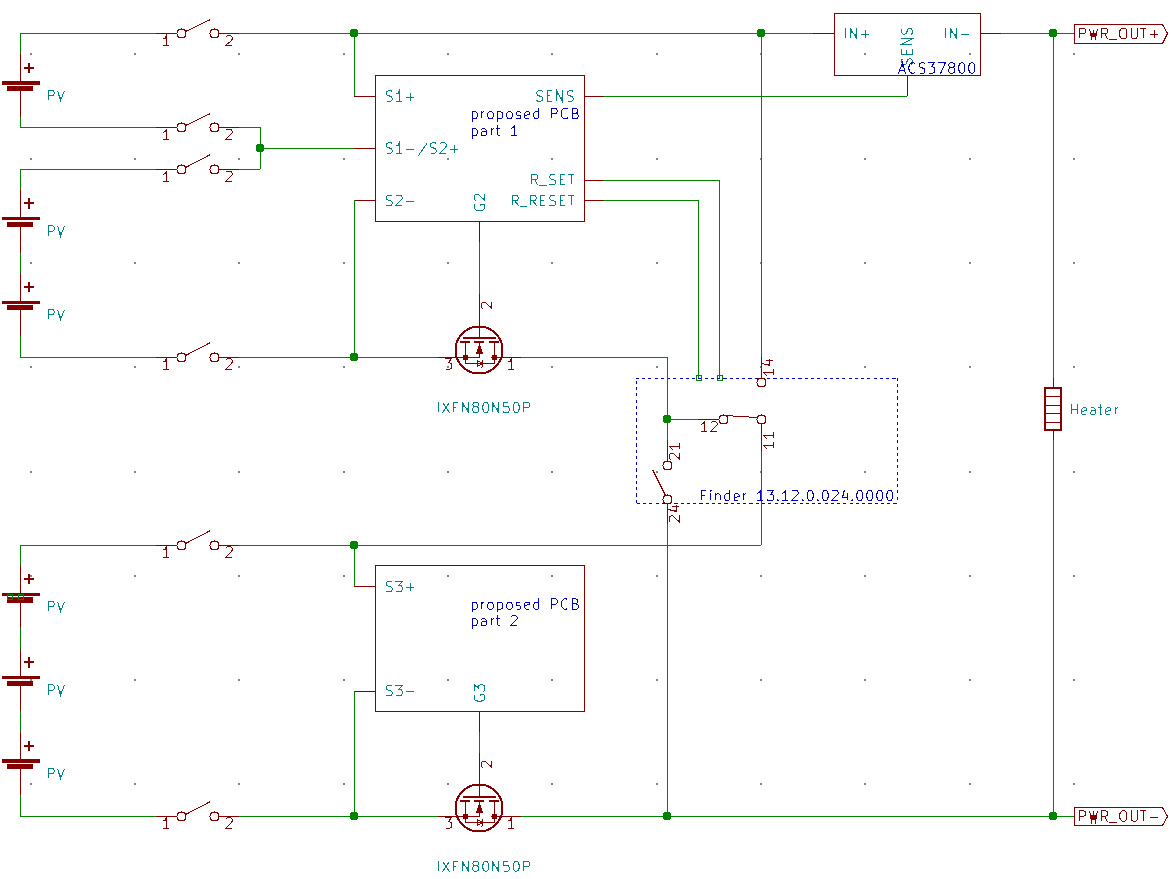 1 2
IN+ SENS IN-
ACS37800
PWR_OUT+
+
PV
S1+ SENS
proposed PCB
part 1
1 2
S1-/S2+
1 2
R_SET
S2- G2 R_RESET
+
PV
+
PV
2
1 2
3 1
IXFN80N50P
14
12 11
21
Finder 13.12.0.024.0000
24
Heater
1 2
+
PV
S3+
proposed PCB
part 2
+
PV
S3- G3
+
PV
2
1 2
3 1
PWR_OUT-
IXFN80N50P